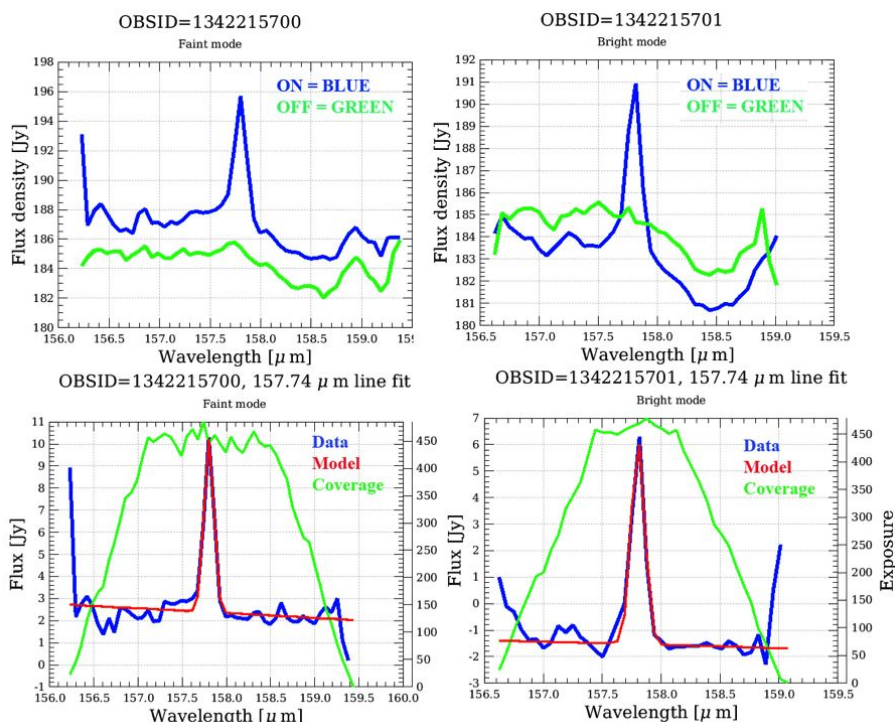 OBSID=1342215700
Faint mode
ON = BLUE
OFF = GREEN
Flux density [Jy]
198
196
194
192
190
188
186
184
182
180
156.0 156.5 157.0 157.5 158.0 158.5 159.0
Wavelength [μ m]
OBSID=1342215701
Bright mode
ON = BLUE
OFF = GREEN
Flux density [Jy]
192
191
190
189
188
187
186
185
184
183
182
181
180
156.5 157.0 157.5 158.0 158.5 159.0 159.5
Wavelength [μ m]
OBSID=1342215700, 157.74 μ m line fit
Faint mode
Data
Model
Coverage
Flux [Jy]
11
10
9
8
7
6
5
4
3
2
1
0
-1
450
400
350
300
250
200
150
100
50
0
156.0 156.5 157.0 157.5 158.0 158.5 159.0 159.5 160.0
Wavelength [μ m]
OBSID=1342215701, 157.74 μ m line fit
Bright mode
Data
Model
Coverage
Flux [Jy]
7
6
5
4
3
2
1
0
-1
-2
-3
450
400
350
300
250
200
150
100
50
0
Exposure
156.5 157.0 157.5 158.0 158.5 159.0 159.5
Wavelength [μ m]